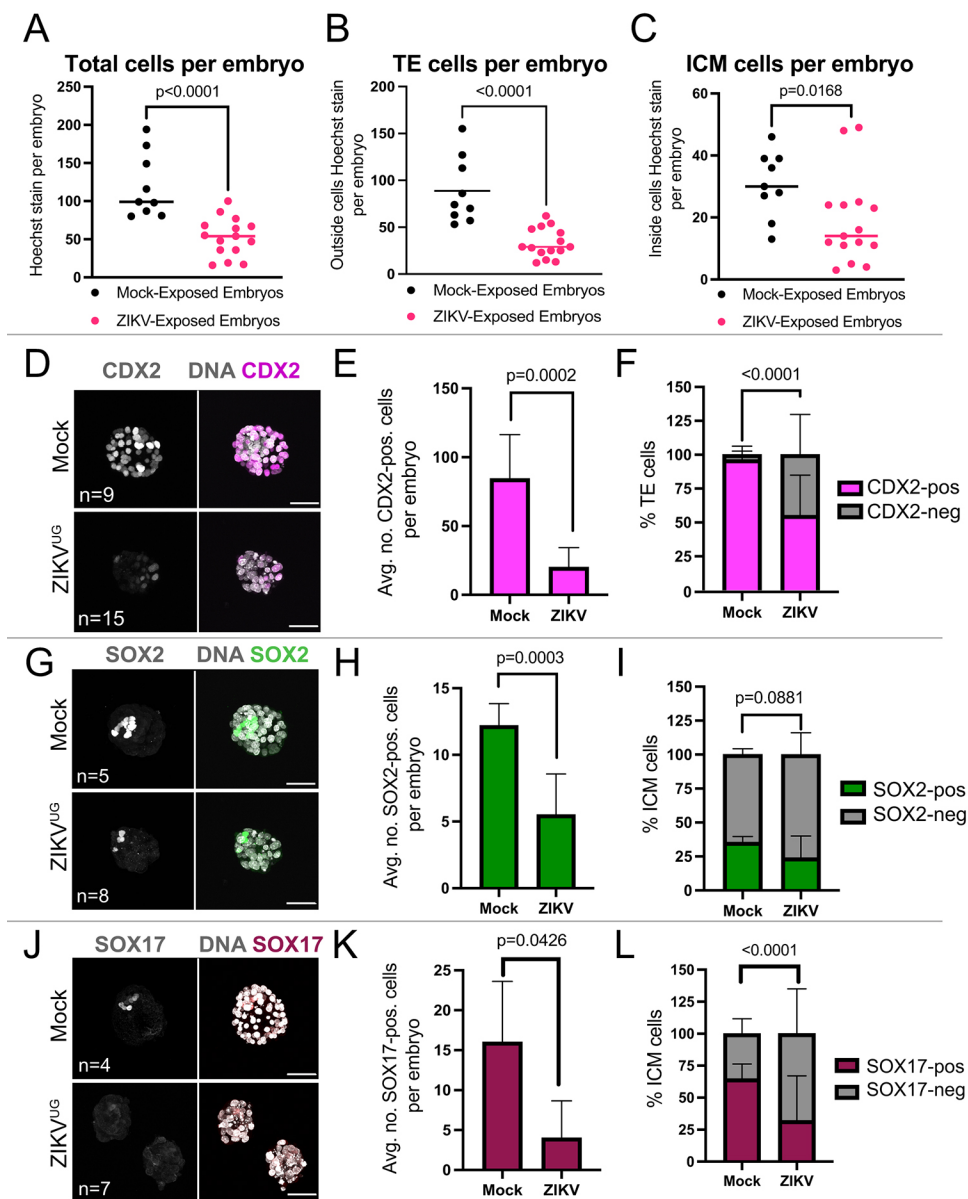 A
Total cells per embryo
p<0.0001
Hoechst stain per embryo
250
200
150
100
50
0
Mock-Exposed Embryos
ZIKV-Exposed Embryos
B
TE cells per embryo
<0.0001
Outside cells Hoechst stain
per embryo
200
150
100
50
0
Mock-Exposed Embryos
ZIKV-Exposed Embryos
C
ICM cells per embryo
p=0.0168
Inside cells Hoechst stain
per embryo
60
40
20
0
Mock-Exposed Embryos
ZIKV-Exposed Embryos
D
CDX2
DNA CDX2
Mock
n=9
ZIKVUG
n=15
E
p=0.0002
Avg. no. CDX2-pos. cells
per embryo
150
100
50
0
Mock
ZIKV
F
<0.0001
% TE cells
150
125
100
75
50
25
0
Mock
ZIKV
CDX2-pos
CDX2-neg
G
SOX2
DNA SOX2
Mock
n=5
ZIKVUG
n=8
H
p=0.0003
Avg. no. SOX2-pos. cells
per embryo
15
10
5
0
Mock
ZIKV
I
p=0.0881
% ICM cells
150
125
100
75
50
25
0
Mock
ZIKV
SOX2-pos
SOX2-neg
J
SOX17
DNA SOX17
Mock
n=4
ZIKVUG
n=7
K
p=0.0426
Avg. no. SOX17-pos. cells
per embryo
25
20
15
10
5
0
Mock
ZIKV
L
<0.0001
% ICM cells
150
125
100
75
50
25
0
Mock
ZIKV
SOX17-pos
SOX17-neg